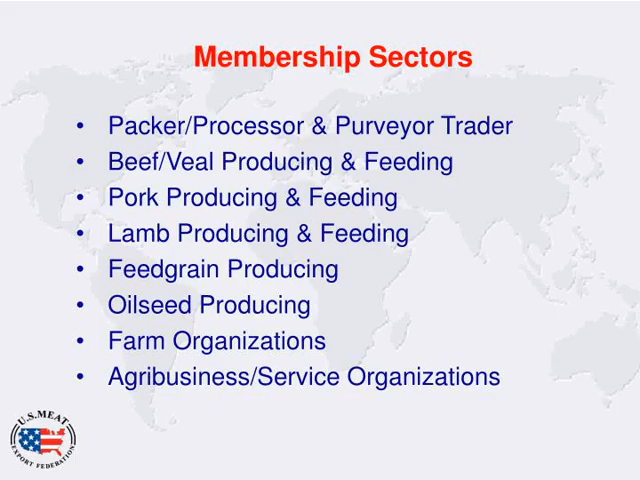 Membership Sectors
• Packer/Processor & Purveyor Trader
• Beef/Veal Producing & Feeding
• Pork Producing & Feeding
• Lamb Producing & Feeding
• Feedgrain Producing
• Oilseed Producing
• Farm Organizations
• Agribusiness/Service Organizations
U.S.MEAT
EXPORT FEDERATION